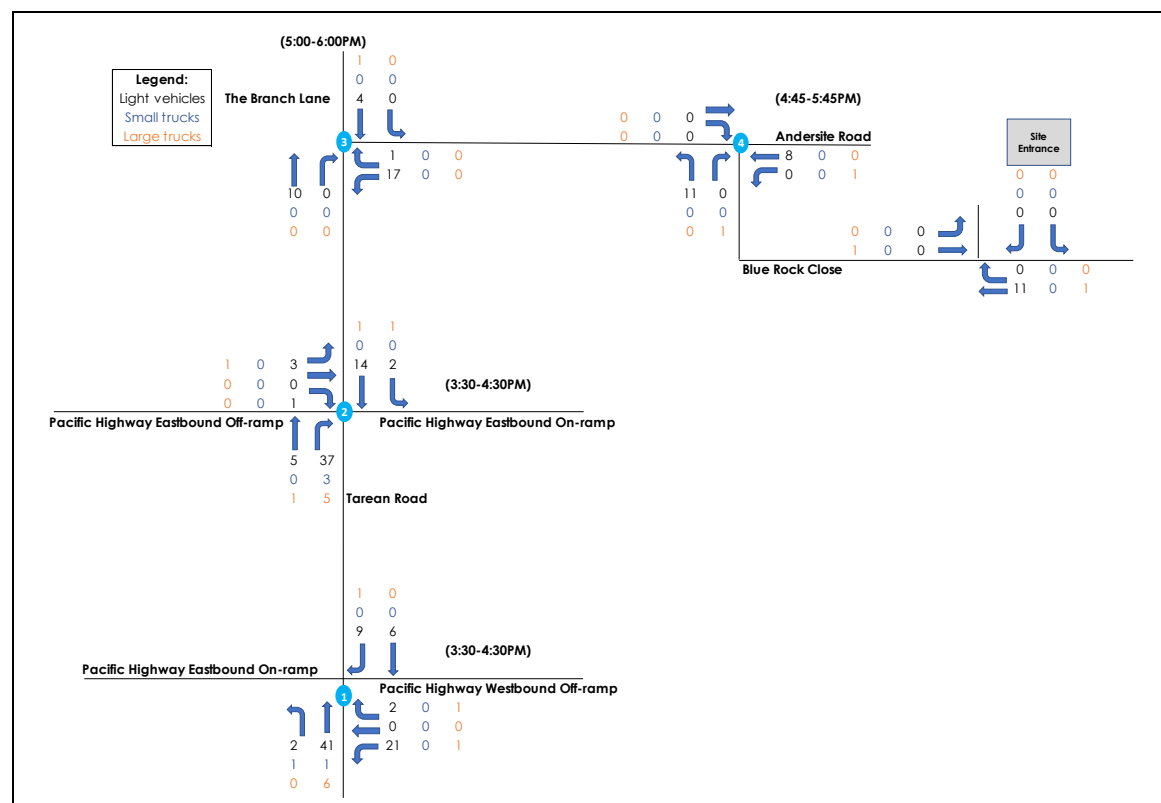 (5:00-6:00PM)
1 0
0 0
4 0
Legend:
Light vehicles
Small trucks
Large trucks
The Branch Lane
(4:45-5:45PM)
0 0 0
0 0 0
Andersite Road
Site
Entrance
3
4
1 0 0
17 0 0
8 0 0
0 0 1
10 0
0 0
0 0
11 0
0 0
0 1
0 0
0 0
0 0
0 0 0
1 0 0
Blue Rock Close
0 0 0
11 0 1
1 1
0 0
14 2
1 0 3
0 0 0
0 0 1
(3:30-4:30PM)
2
Pacific Highway Eastbound Off-ramp
Pacific Highway Eastbound On-ramp
5 37
0 3
1 5
Tarean Road
1 0
0 0
9 6
(3:30-4:30PM)
Pacific Highway Eastbound On-ramp
Pacific Highway Westbound Off-ramp
1
2 0 1
0 0 0
21 0 1
2 41
1 1
0 6